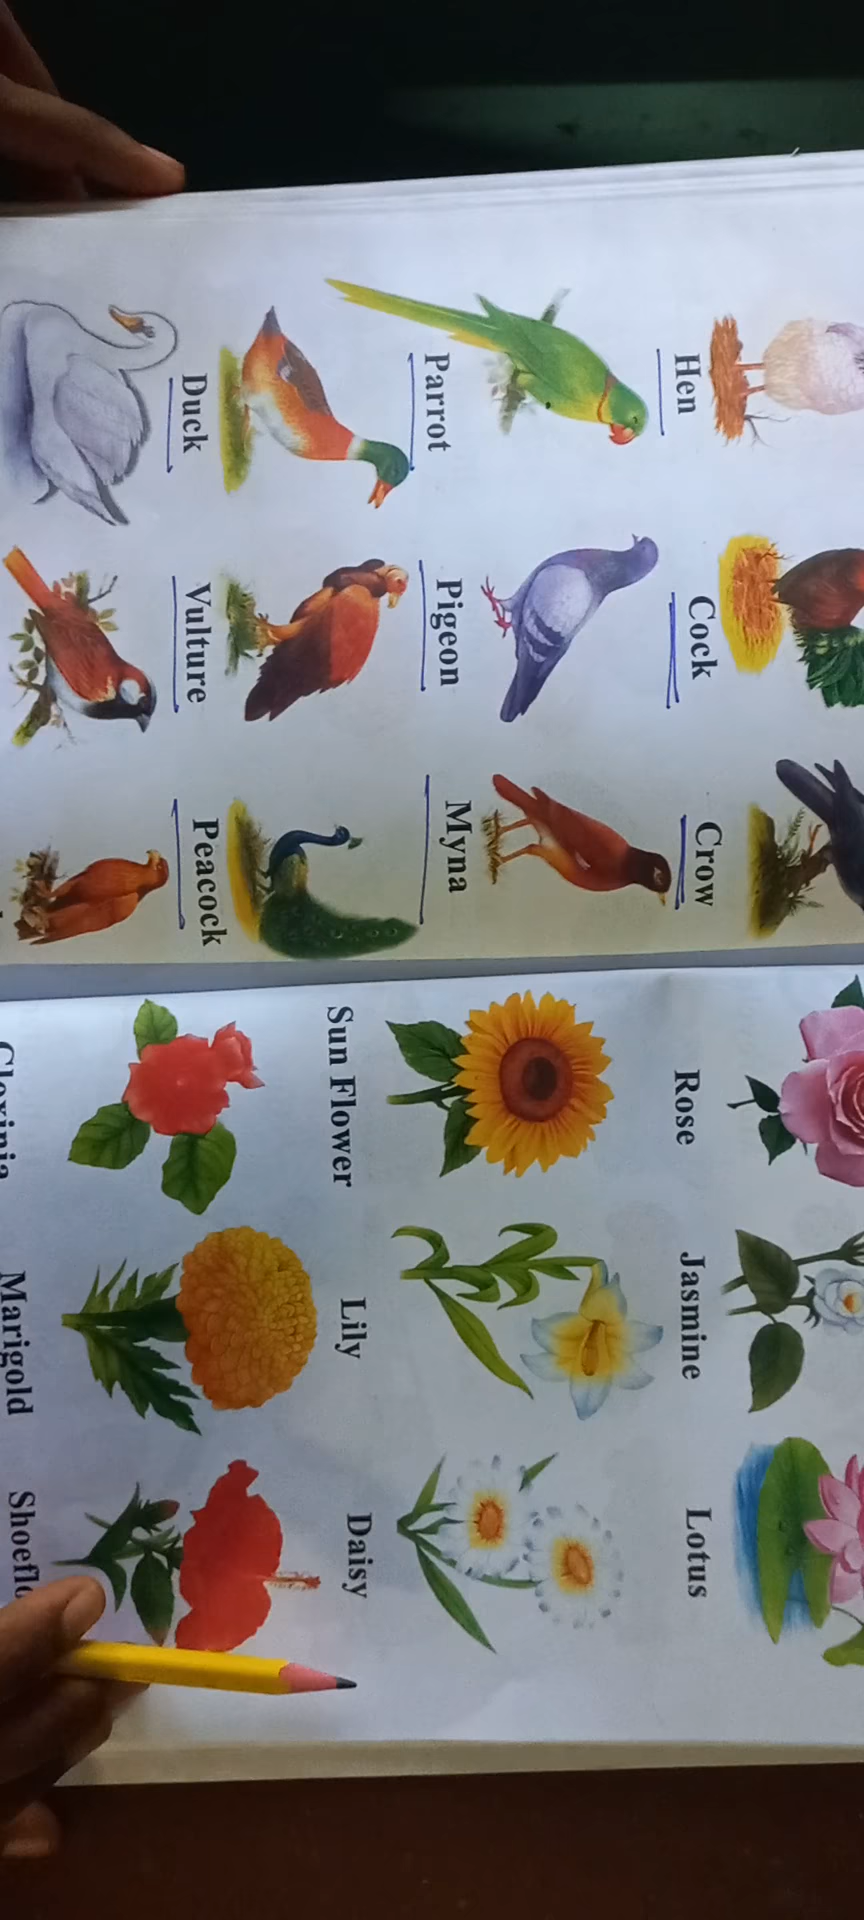 Hen Cock Crow
Parrot Pigeon Myna
Duck Vulture Peacock
Rose Jasmine Lotus
Sun Flower Lily Daisy
Marigold